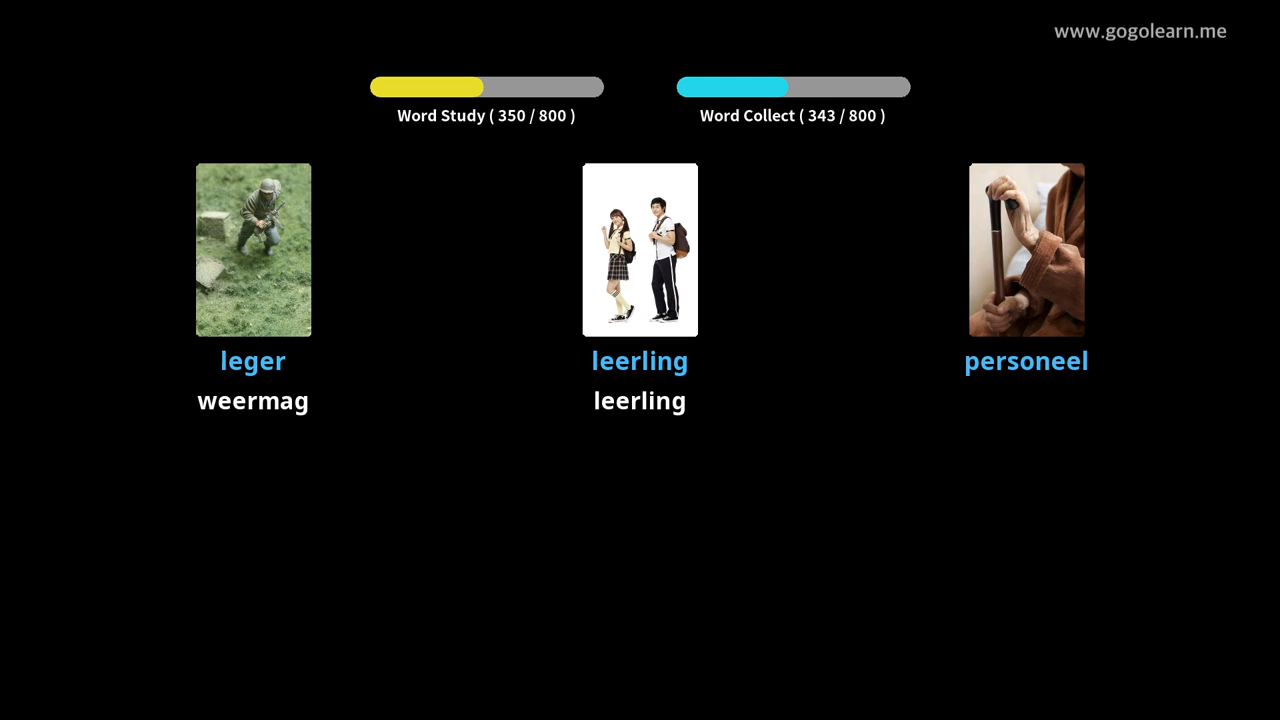 www.gogolearn.me
Word Study ( 350 / 800 )
Word Collect ( 343 / 800 )
leger
leerling
personeel
weermag
leerling